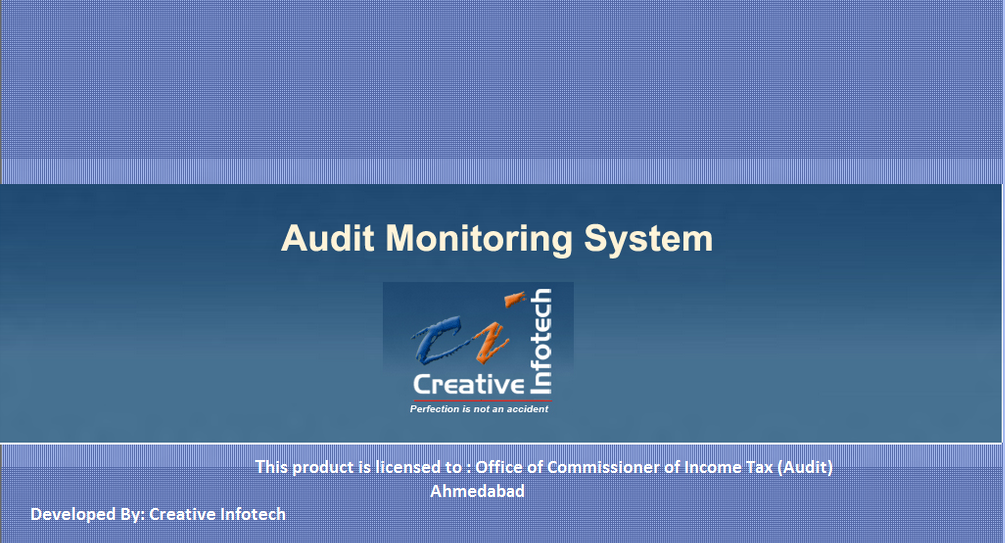 Audit Monitoring System
ci
Creative Infotech
Perfection is not an accident
This product is licensed to : Office of Commissioner of Income Tax (Audit)
Ahmedabad
Developed By: Creative Infotech